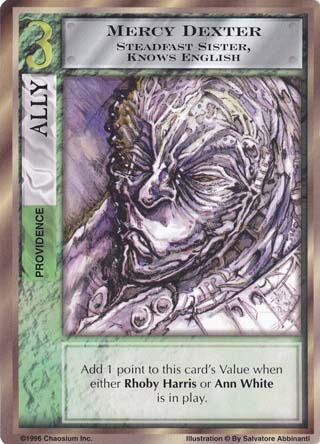 3
MERCY DEXTER
STEADFAST SISTER,
KNOWS ENGLISH
ALLY
PROVIDENCE
Add 1 point to this card's Value when
either Rhoby Harris or Ann White
is in play.
©1996 Chaosium Inc.
Illustration © By Salvatore Abbinanti